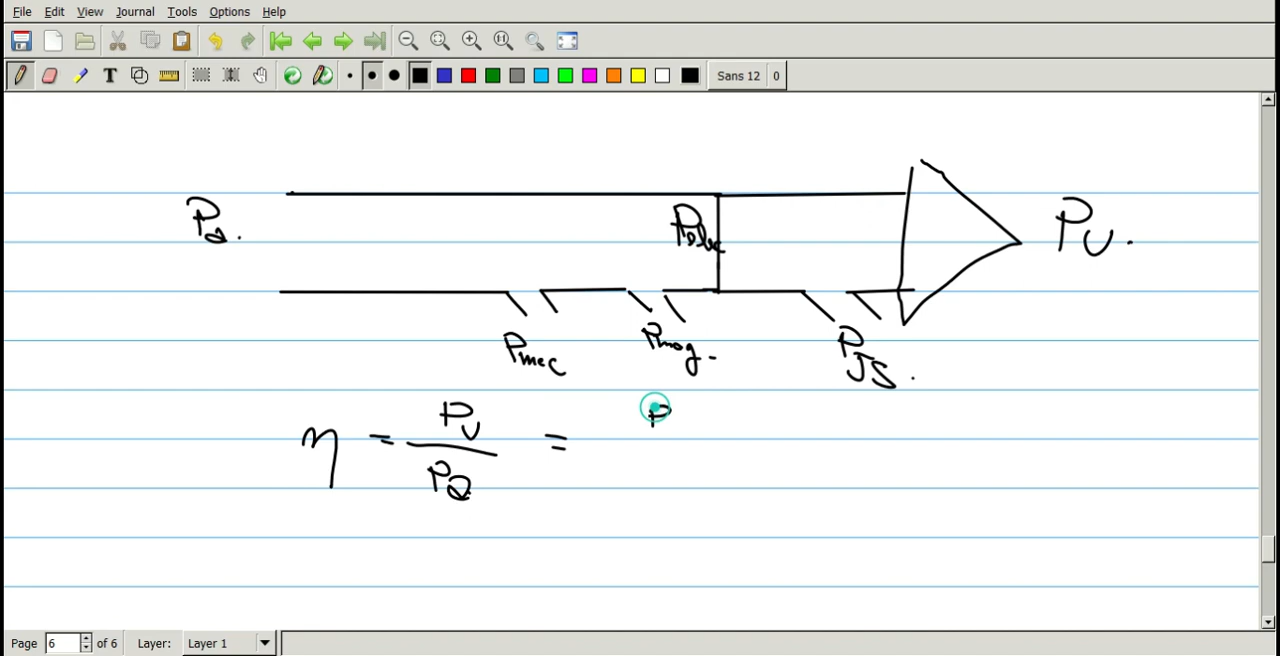 File Edit View Journal Tools Options Help
Sans 12 0
Pa. Pelec PU.
Pmec Pmag. PJS.
η = PU / Pa = P
Page 6 of 6 Layer: Layer 1